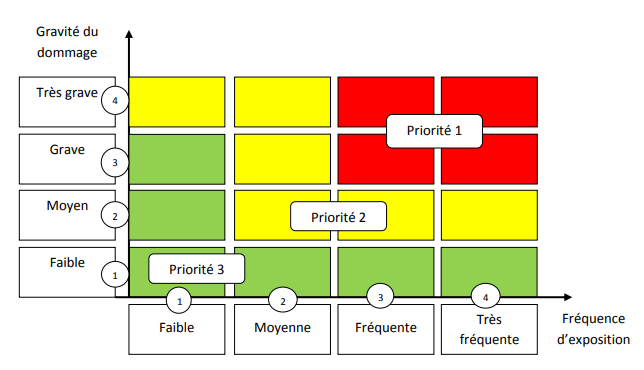 Gravité du
dommage
Très grave
4
Priorité 1
Grave
3
Moyen
2
Priorité 2
Faible
1
Priorité 3
1
2
3
4
Faible
Moyenne
Fréquente
Très
fréquente
Fréquence
d'exposition